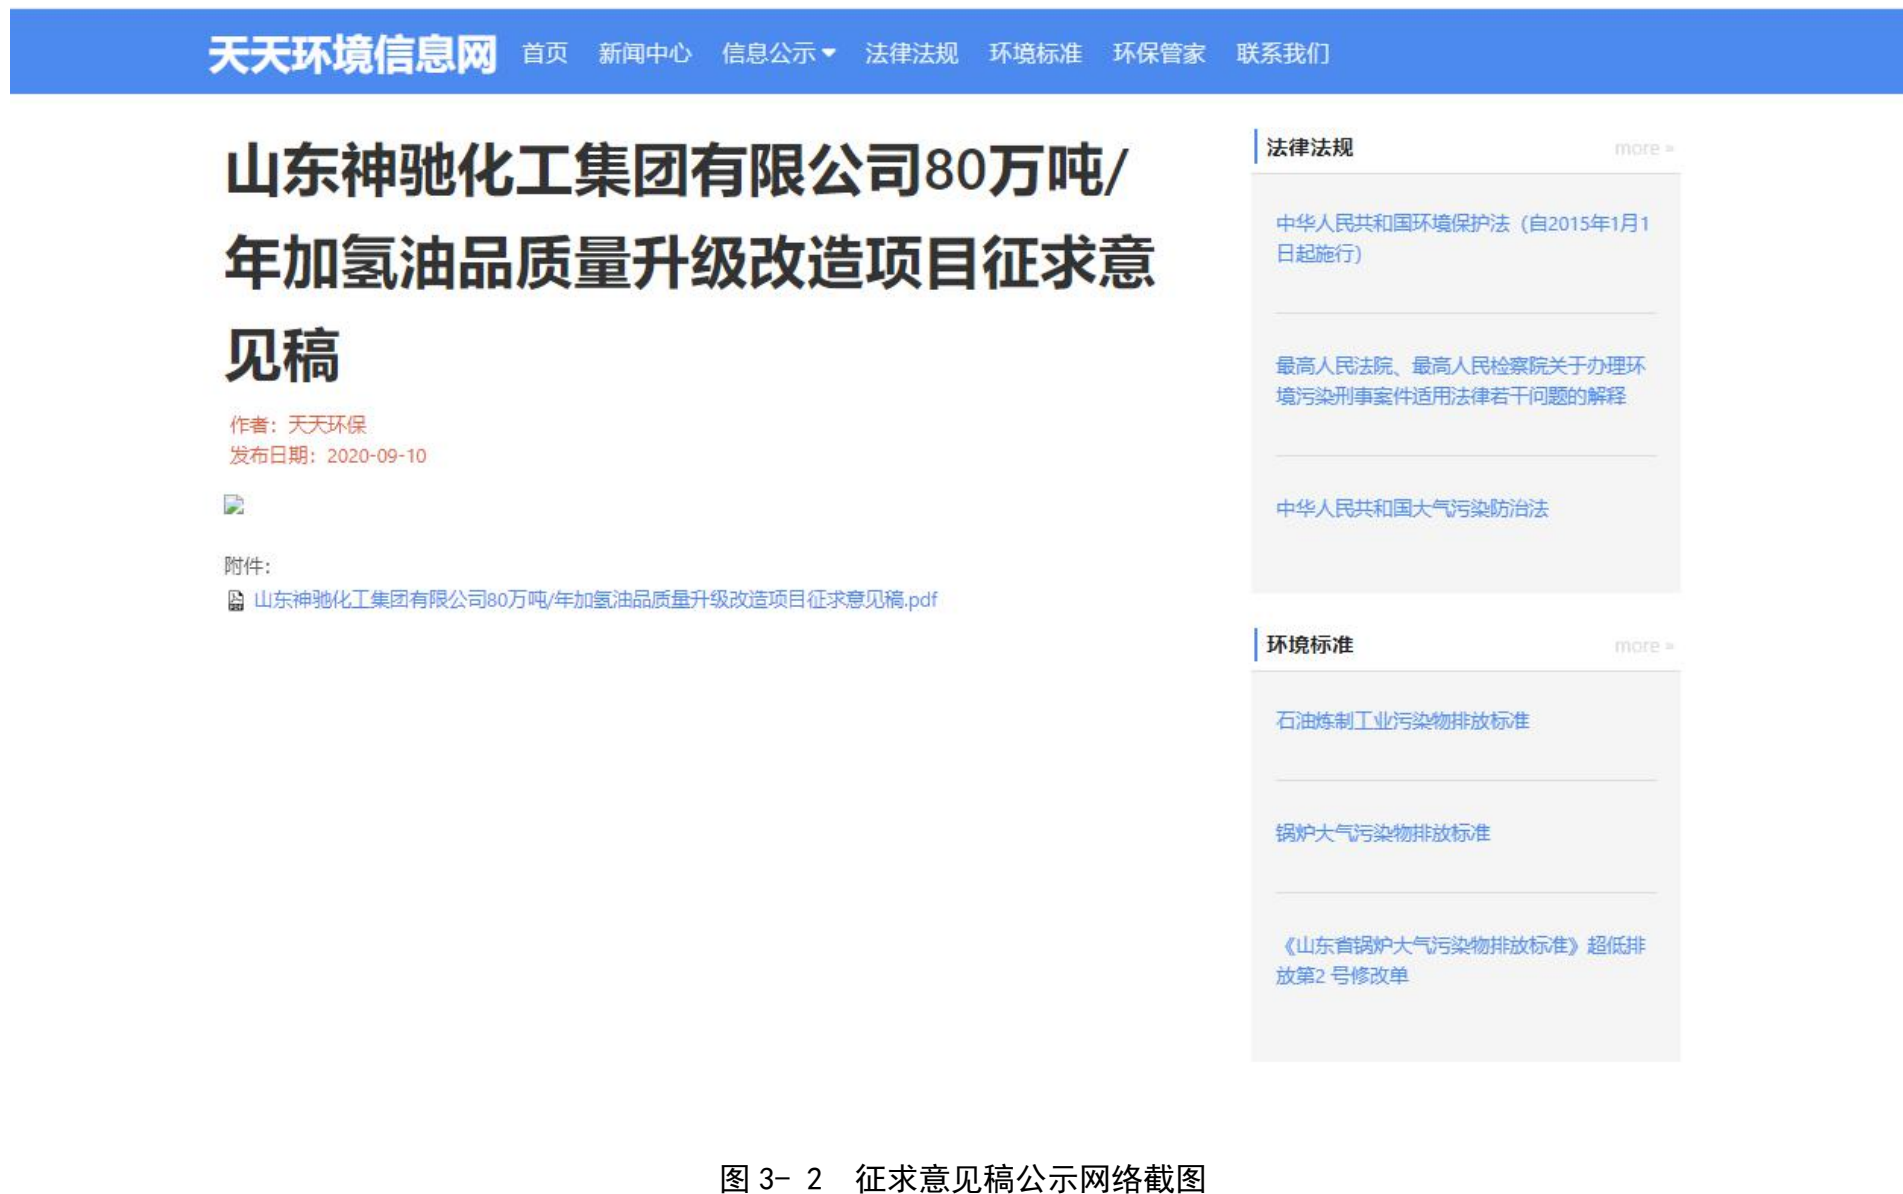 天天环境信息网 首页 新闻中心 信息公示 法律法规 环境标准 环保管家 联系我们
山东神驰化工集团有限公司80万吨/
年加氢油品质量升级改造项目征求意
见稿
作者：天天环保
发布日期：2020-09-10
附件：
山东神驰化工集团有限公司80万吨/年加氢油品质量升级改造项目征求意见稿.pdf
法律法规 more »
中华人民共和国环境保护法（自2015年1月1
日起施行）
最高人民法院、最高人民检察院关于办理环
境污染刑事案件适用法律若干问题的解释
中华人民共和国大气污染防治法
环境标准 more »
石油炼制工业污染物排放标准
锅炉大气污染物排放标准
《山东省锅炉大气污染物排放标准》超低排
放第2 号修改单
图 3- 2 征求意见稿公示网络截图